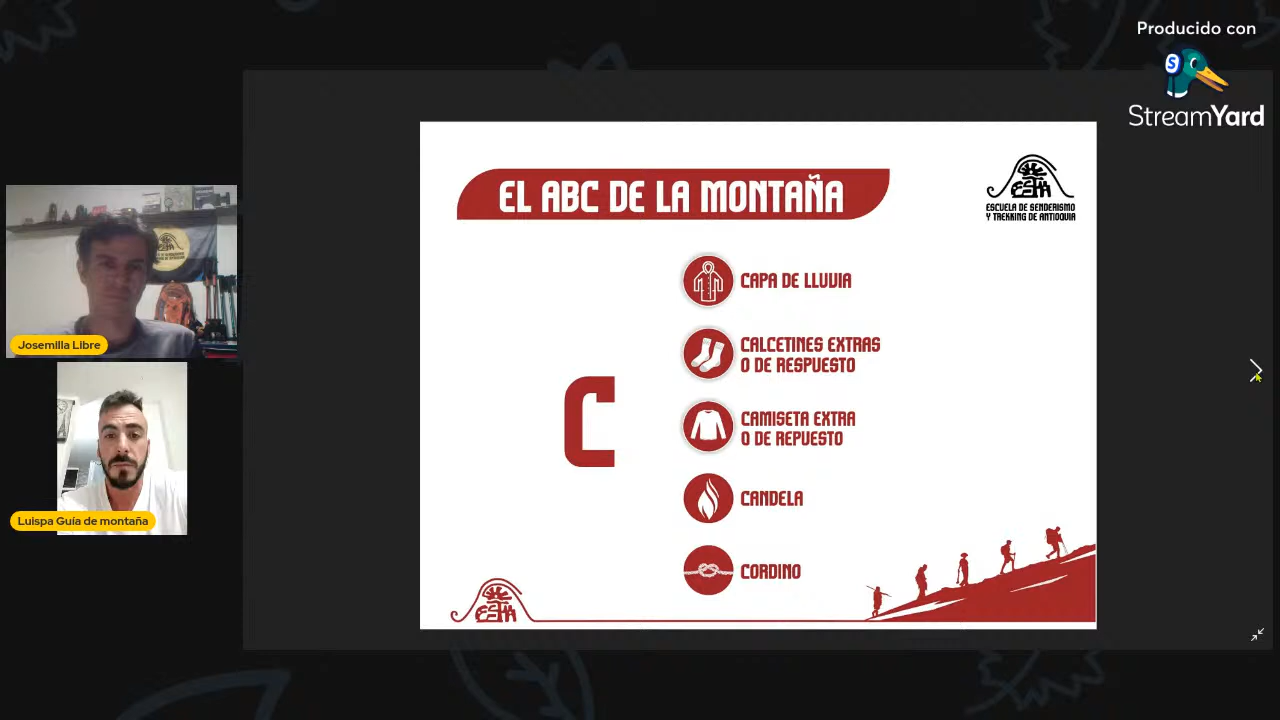 Producido con
StreamYard
EL ABC DE LA MONTAÑA
ESCUELA DE SENDERISMO
Y TREKKING DE ANTIOQUIA
CAPA DE LLUVIA
CALCETINES EXTRAS
O DE RESPUESTO
C
CAMISETA EXTRA
O DE REPUESTO
CANDELA
CORDINO
Josemilla Libre
Luispa Guía de montaña